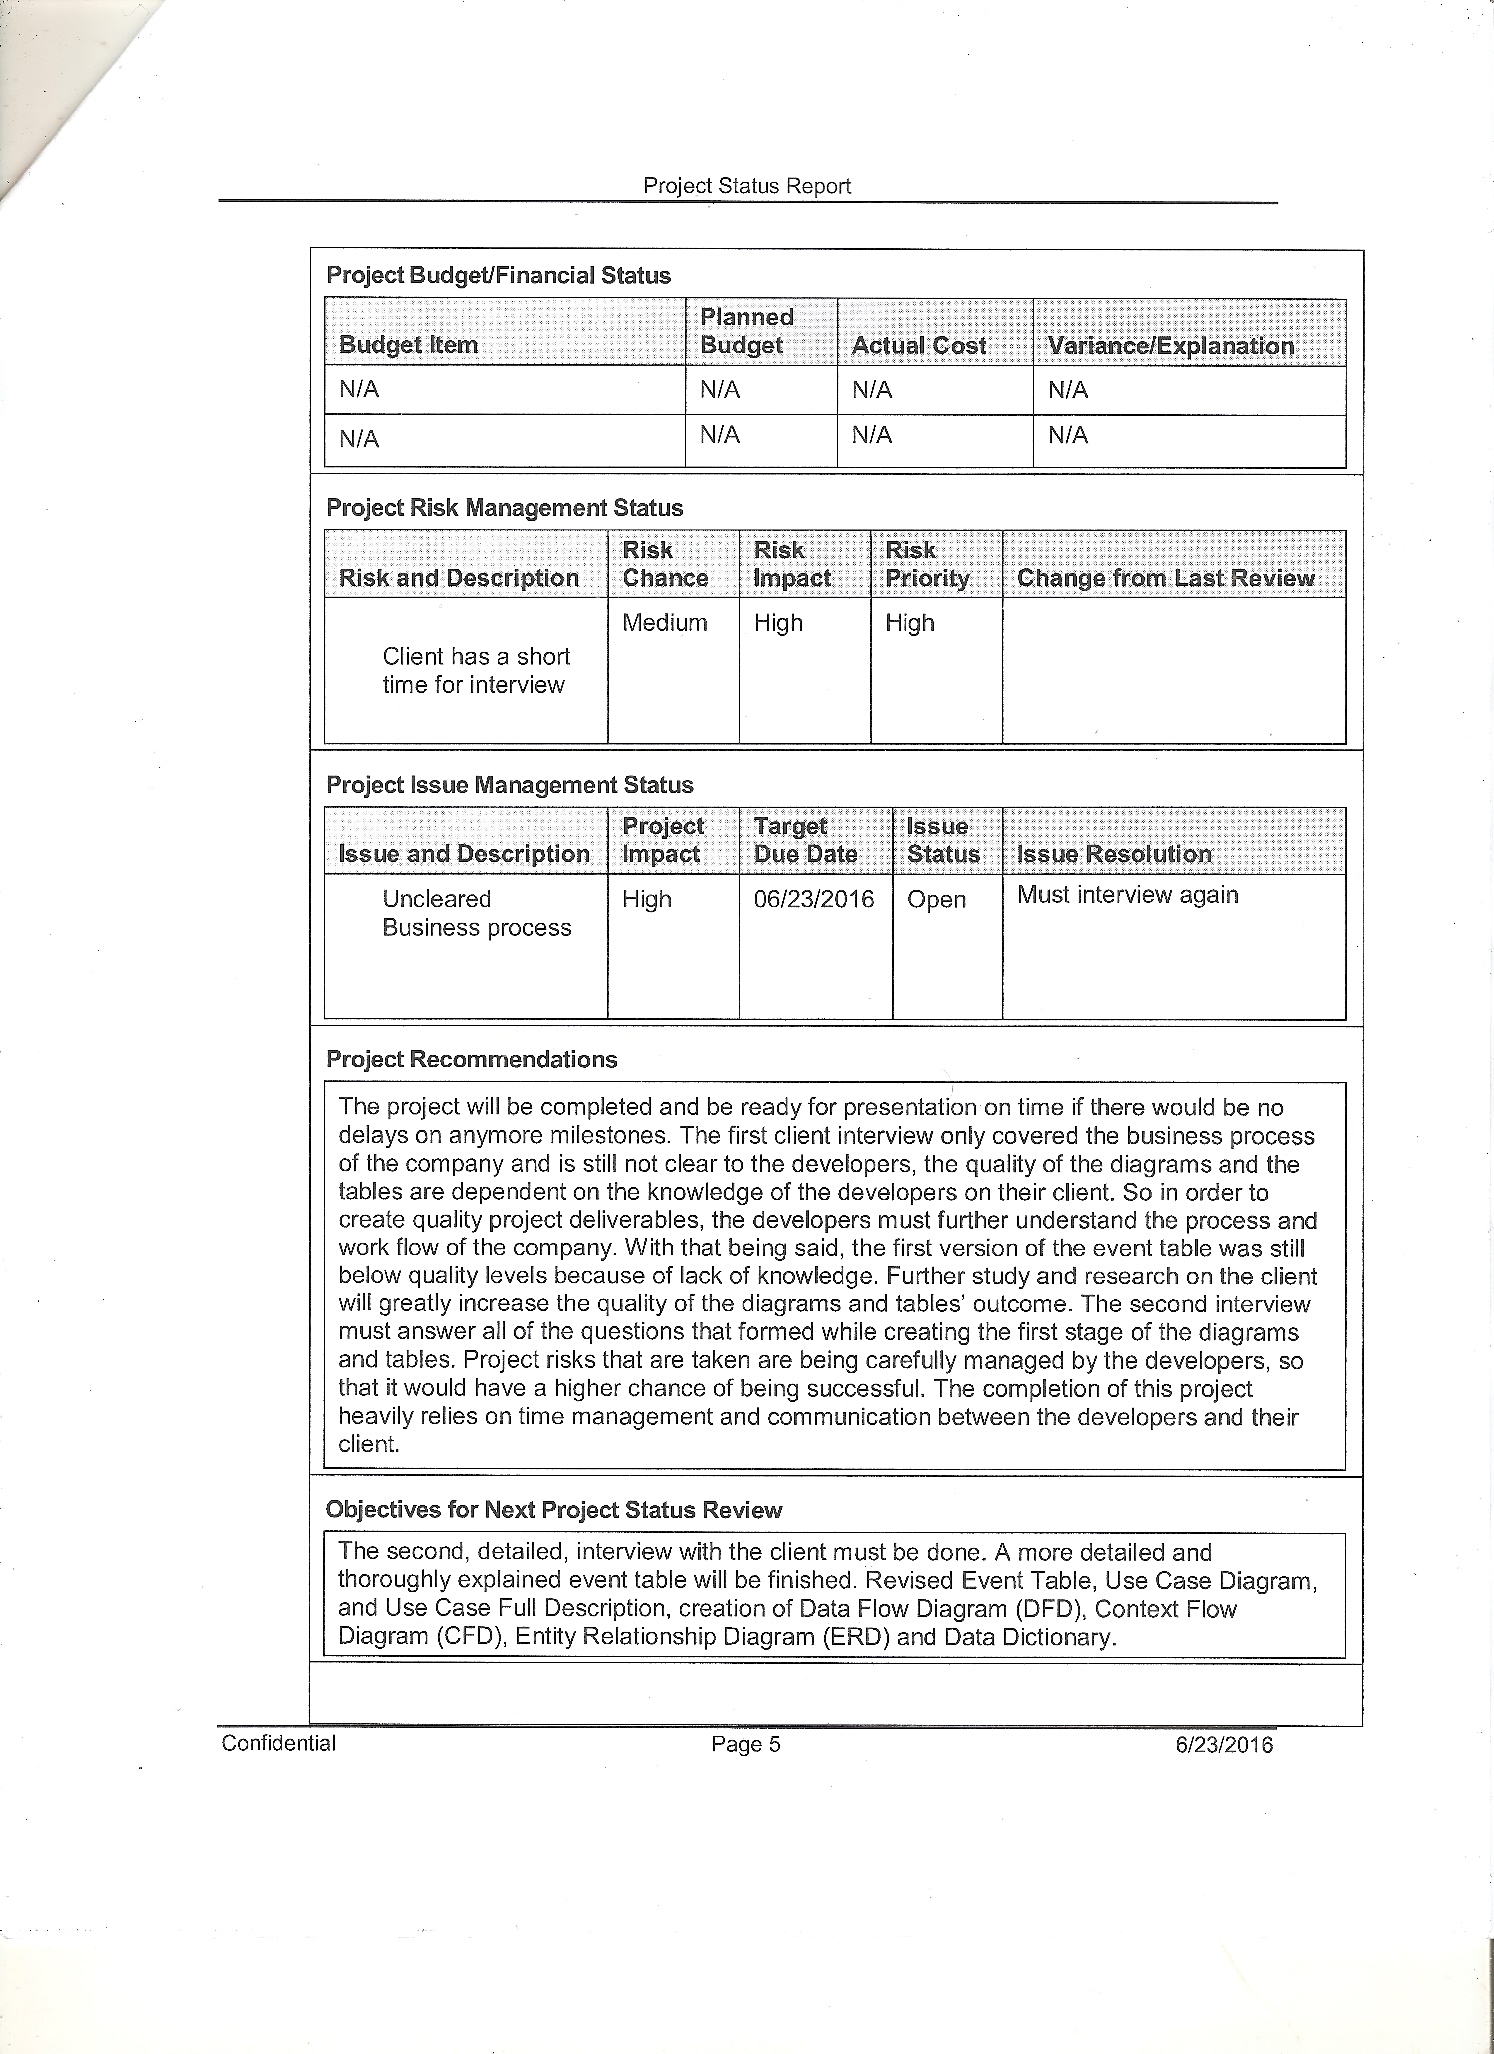 Project Status Report
Project Budget/Financial Status
Budget Item
Planned
Budget
Actual Cost
Variance/Explanation
N/A
N/A
N/A
N/A
N/A
N/A
N/A
N/A
Project Risk Management Status
Risk and Description
Risk
Chance
Risk
Impact
Risk
Priority
Change from Last Review
Client has a short
time for interview
Medium
High
High
Project Issue Management Status
Issue and Description
Project
Impact
Target
Due Date
Issue
Status
Issue Resolution
Uncleared
Business process
High
06/23/2016
Open
Must interview again
Project Recommendations
The project will be completed and be ready for presentation on time if there would be no
delays on anymore milestones. The first client interview only covered the business process
of the company and is still not clear to the developers, the quality of the diagrams and the
tables are dependent on the knowledge of the developers on their client. So in order to
create quality project deliverables, the developers must further understand the process and
work flow of the company. With that being said, the first version of the event table was still
below quality levels because of lack of knowledge. Further study and research on the client
will greatly increase the quality of the diagrams and tables’ outcome. The second interview
must answer all of the questions that formed while creating the first stage of the diagrams
and tables. Project risks that are taken are being carefully managed by the developers, so
that it would have a higher chance of being successful. The completion of this project
heavily relies on time management and communication between the developers and their
client.
Objectives for Next Project Status Review
The second, detailed, interview with the client must be done. A more detailed and
thoroughly explained event table will be finished. Revised Event Table, Use Case Diagram,
and Use Case Full Description, creation of Data Flow Diagram (DFD), Context Flow
Diagram (CFD), Entity Relationship Diagram (ERD) and Data Dictionary.
Confidential
Page 5
6/23/2016